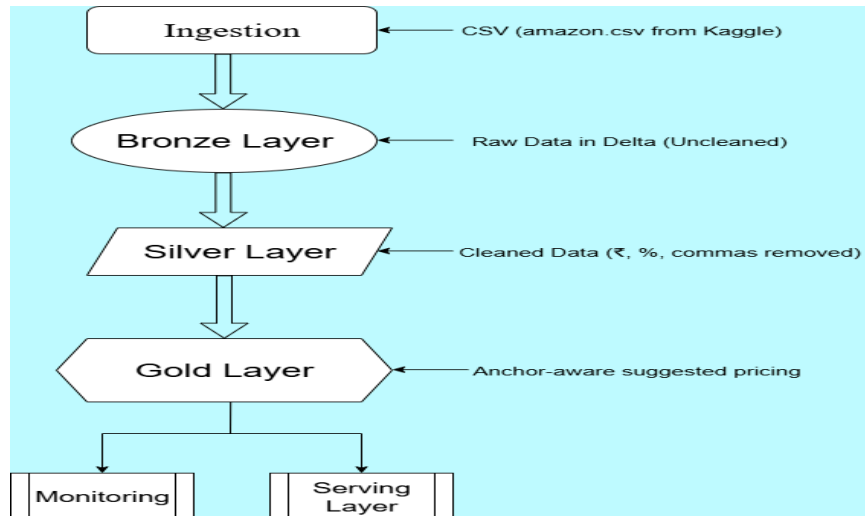 Ingestion
CSV (amazon.csv from Kaggle)
Bronze Layer
Raw Data in Delta (Uncleaned)
Silver Layer
Cleaned Data (₹, %, commas removed)
Gold Layer
Anchor-aware suggested pricing
Monitoring
Serving
Layer